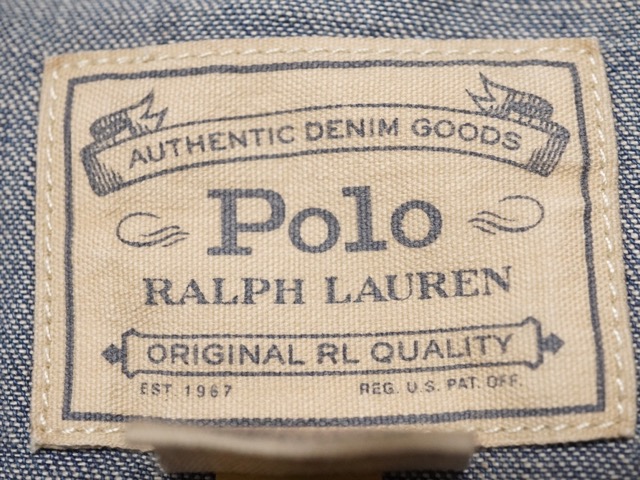 AUTHENTIC DENIM GOODS
Polo
RALPH LAUREN
ORIGINAL RL QUALITY
EST. 1967 REG. U.S. PAT. OFF.